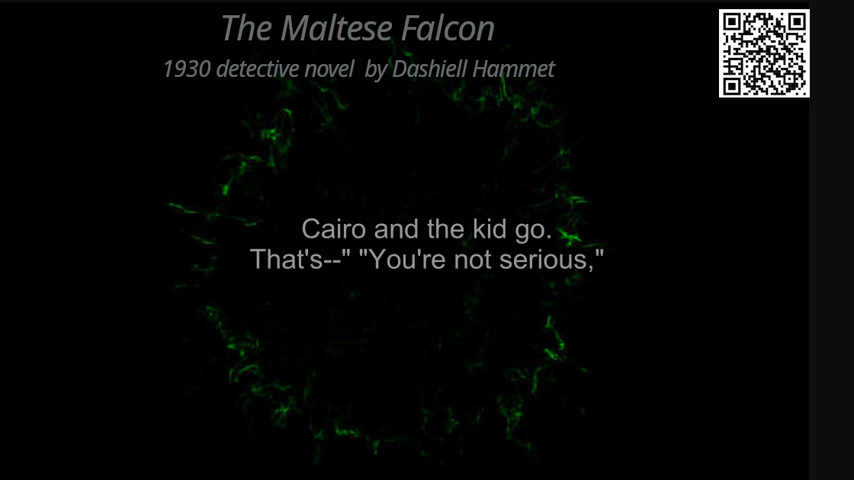 The Maltese Falcon
1930 detective novel by Dashiell Hammet
Cairo and the kid go.
That's--" "You're not serious,"